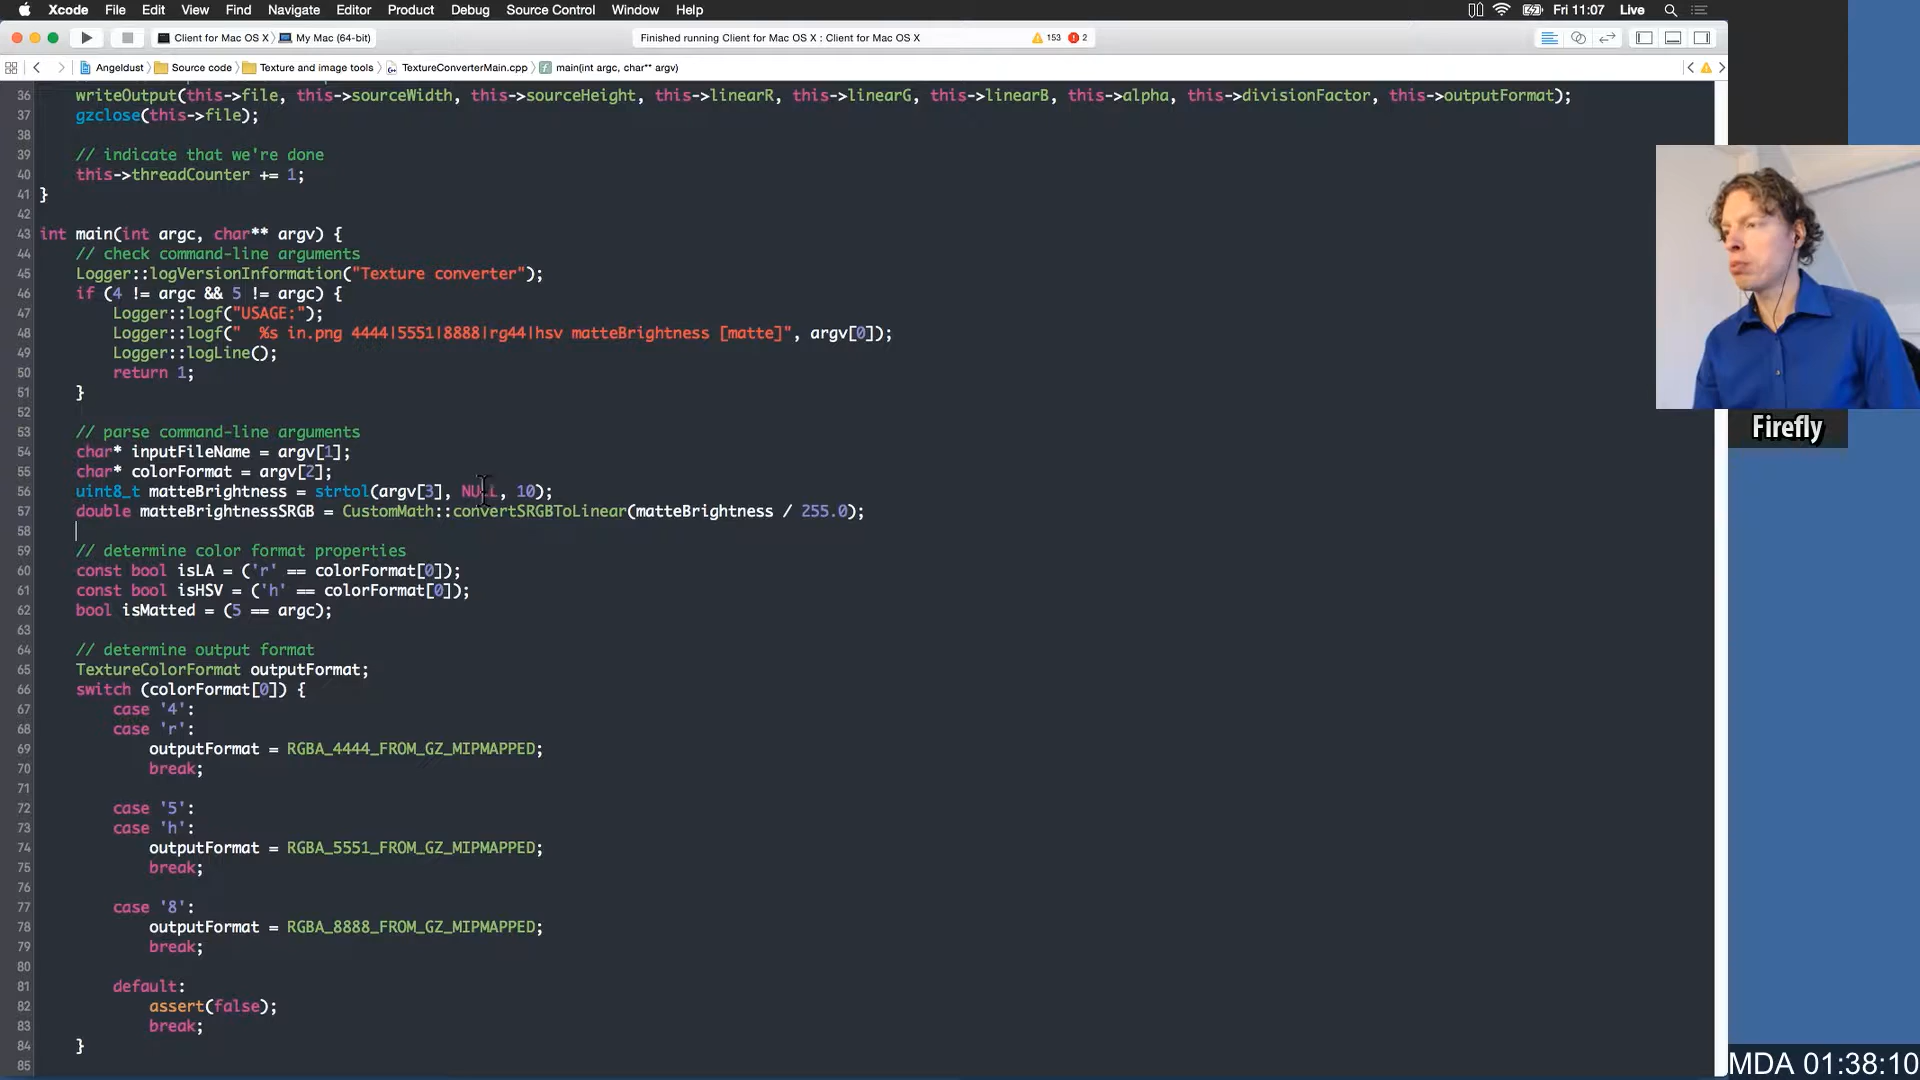 Xcode File Edit View Find Navigate Editor Product Debug Source Control Window Help Fri 11:07 Live
Client for Mac OS X My Mac (64-bit) Finished running Client for Mac OS X : Client for Mac OS X 153 2
Angeldust Source code Texture and image tools TextureConverterMain.cpp main(int argc, char** argv)
36 writeOutput(this->file, this->sourceWidth, this->sourceHeight, this->linearR, this->linearG, this->linearB, this->alpha, this->divisionFactor, this->outputFormat);
37 gzclose(this->file);
38
39 // indicate that we're done
40 this->threadCounter += 1;
41 }
42
43 int main(int argc, char** argv) {
44 // check command-line arguments
45 Logger::logVersionInformation("Texture converter");
46 if (4 != argc && 5 != argc) {
47 Logger::logf("USAGE:");
48 Logger::logf("  %s in.png 4444|5551|8888|rg44|hsv matteBrightness [matte]", argv[0]);
49 Logger::logLine();
50 return 1;
51 }
52
53 // parse command-line arguments
54 char* inputFileName = argv[1];
55 char* colorFormat = argv[2];
56 uint8_t matteBrightness = strtol(argv[3], NULL, 10);
57 double matteBrightnessSRGB = CustomMath::convertSRGBToLinear(matteBrightness / 255.0);
58
59 // determine color format properties
60 const bool isLA = ('r' == colorFormat[0]);
61 const bool isHSV = ('h' == colorFormat[0]);
62 bool isMatted = (5 == argc);
63
64 // determine output format
65 TextureColorFormat outputFormat;
66 switch (colorFormat[0]) {
67 case '4':
68 case 'r':
69 outputFormat = RGBA_4444_FROM_GZ_MIPMAPPED;
70 break;
71
72 case '5':
73 case 'h':
74 outputFormat = RGBA_5551_FROM_GZ_MIPMAPPED;
75 break;
76
77 case '8':
78 outputFormat = RGBA_8888_FROM_GZ_MIPMAPPED;
79 break;
80
81 default:
82 assert(false);
83 break;
84 }
85
Firefly
MDA 01:38:10